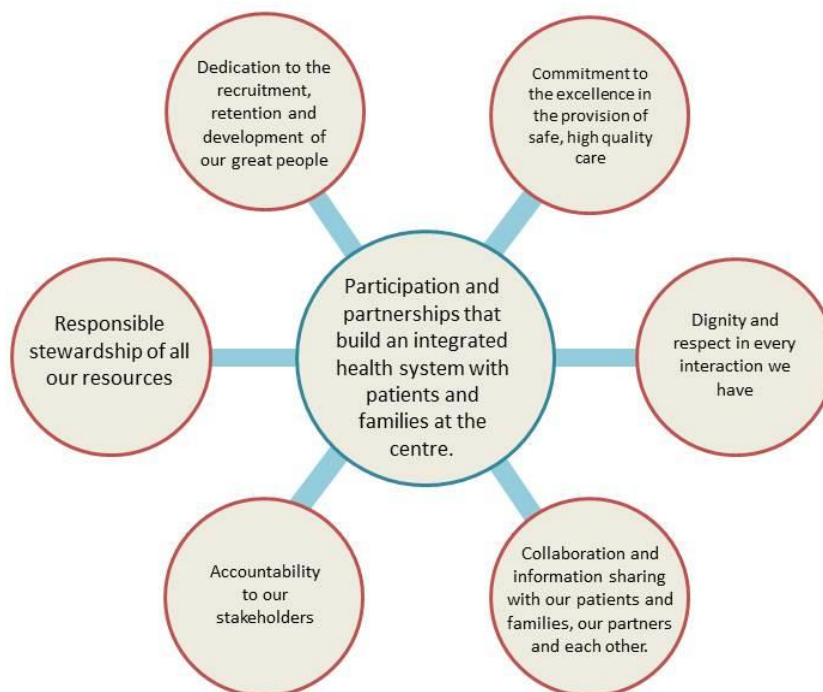 Dedication to the
recruitment,
retention and
development of
our great people
Commitment to
the excellence in
the provision of
safe, high quality
care
Participation and
partnerships that
build an integrated
health system with
patients and
families at the
centre.
Responsible
stewardship of all
our resources
Dignity and
respect in every
interaction we
have
Accountability
to our
stakeholders
Collaboration and
information sharing
with our patients and
families, our partners
and each other.